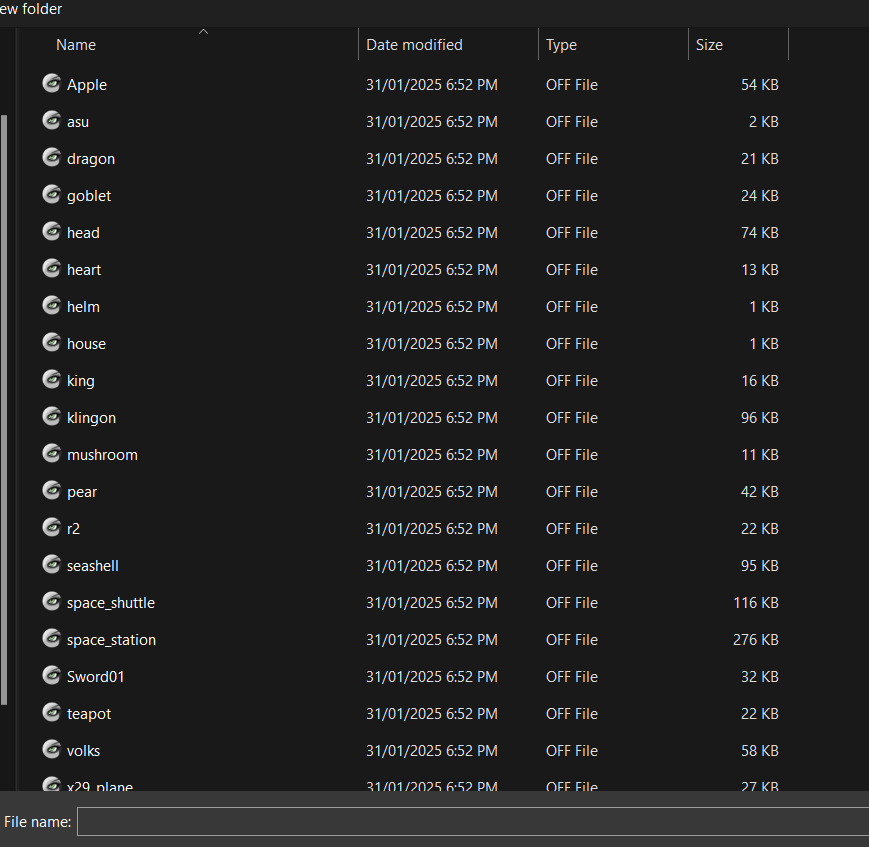 ew folder
Name Date modified Type Size
Apple 31/01/2025 6:52 PM OFF File 54 KB
asu 31/01/2025 6:52 PM OFF File 2 KB
dragon 31/01/2025 6:52 PM OFF File 21 KB
goblet 31/01/2025 6:52 PM OFF File 24 KB
head 31/01/2025 6:52 PM OFF File 74 KB
heart 31/01/2025 6:52 PM OFF File 13 KB
helm 31/01/2025 6:52 PM OFF File 1 KB
house 31/01/2025 6:52 PM OFF File 1 KB
king 31/01/2025 6:52 PM OFF File 16 KB
klingon 31/01/2025 6:52 PM OFF File 96 KB
mushroom 31/01/2025 6:52 PM OFF File 11 KB
pear 31/01/2025 6:52 PM OFF File 42 KB
r2 31/01/2025 6:52 PM OFF File 22 KB
seashell 31/01/2025 6:52 PM OFF File 95 KB
space_shuttle 31/01/2025 6:52 PM OFF File 116 KB
space_station 31/01/2025 6:52 PM OFF File 276 KB
Sword01 31/01/2025 6:52 PM OFF File 32 KB
teapot 31/01/2025 6:52 PM OFF File 22 KB
volks 31/01/2025 6:52 PM OFF File 58 KB
x29_plane 31/01/2025 6:52 PM OFF File 27 KB
File name: